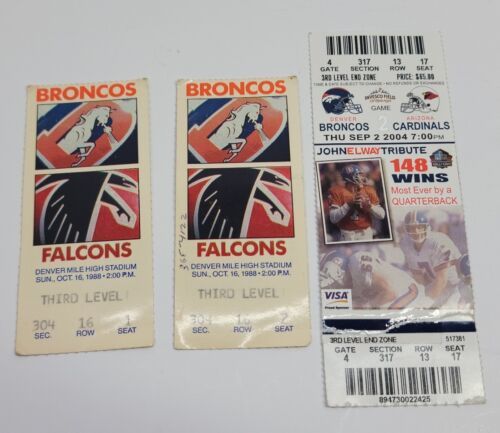 BRONCOS
FALCONS
DENVER MILE HIGH STADIUM
SUN., OCT. 16, 1988 • 2:00 P.M.
THIRD LEVEL
304 16 1
SEC. ROW SEAT
BRONCOS
FALCONS
DENVER MILE HIGH STADIUM
SUN., OCT. 16, 1988 • 2:00 P.M.
THIRD LEVEL
SEC. ROW SEAT
4 317 13 17
GATE SECTION ROW SEAT
3RD LEVEL END ZONE PRICE: $85.00
INVESCO FIELD
GAME
DENVER ARIZONA
BRONCOS 2 CARDINALS
THU SEP 2 2004 7:00PM
JOHN ELWAY TRIBUTE
148
WINS
Most Ever by a
QUARTERBACK
VISA
3RD LEVEL END ZONE 517381
GATE SECTION ROW SEAT
4 317 13 17
894730022425